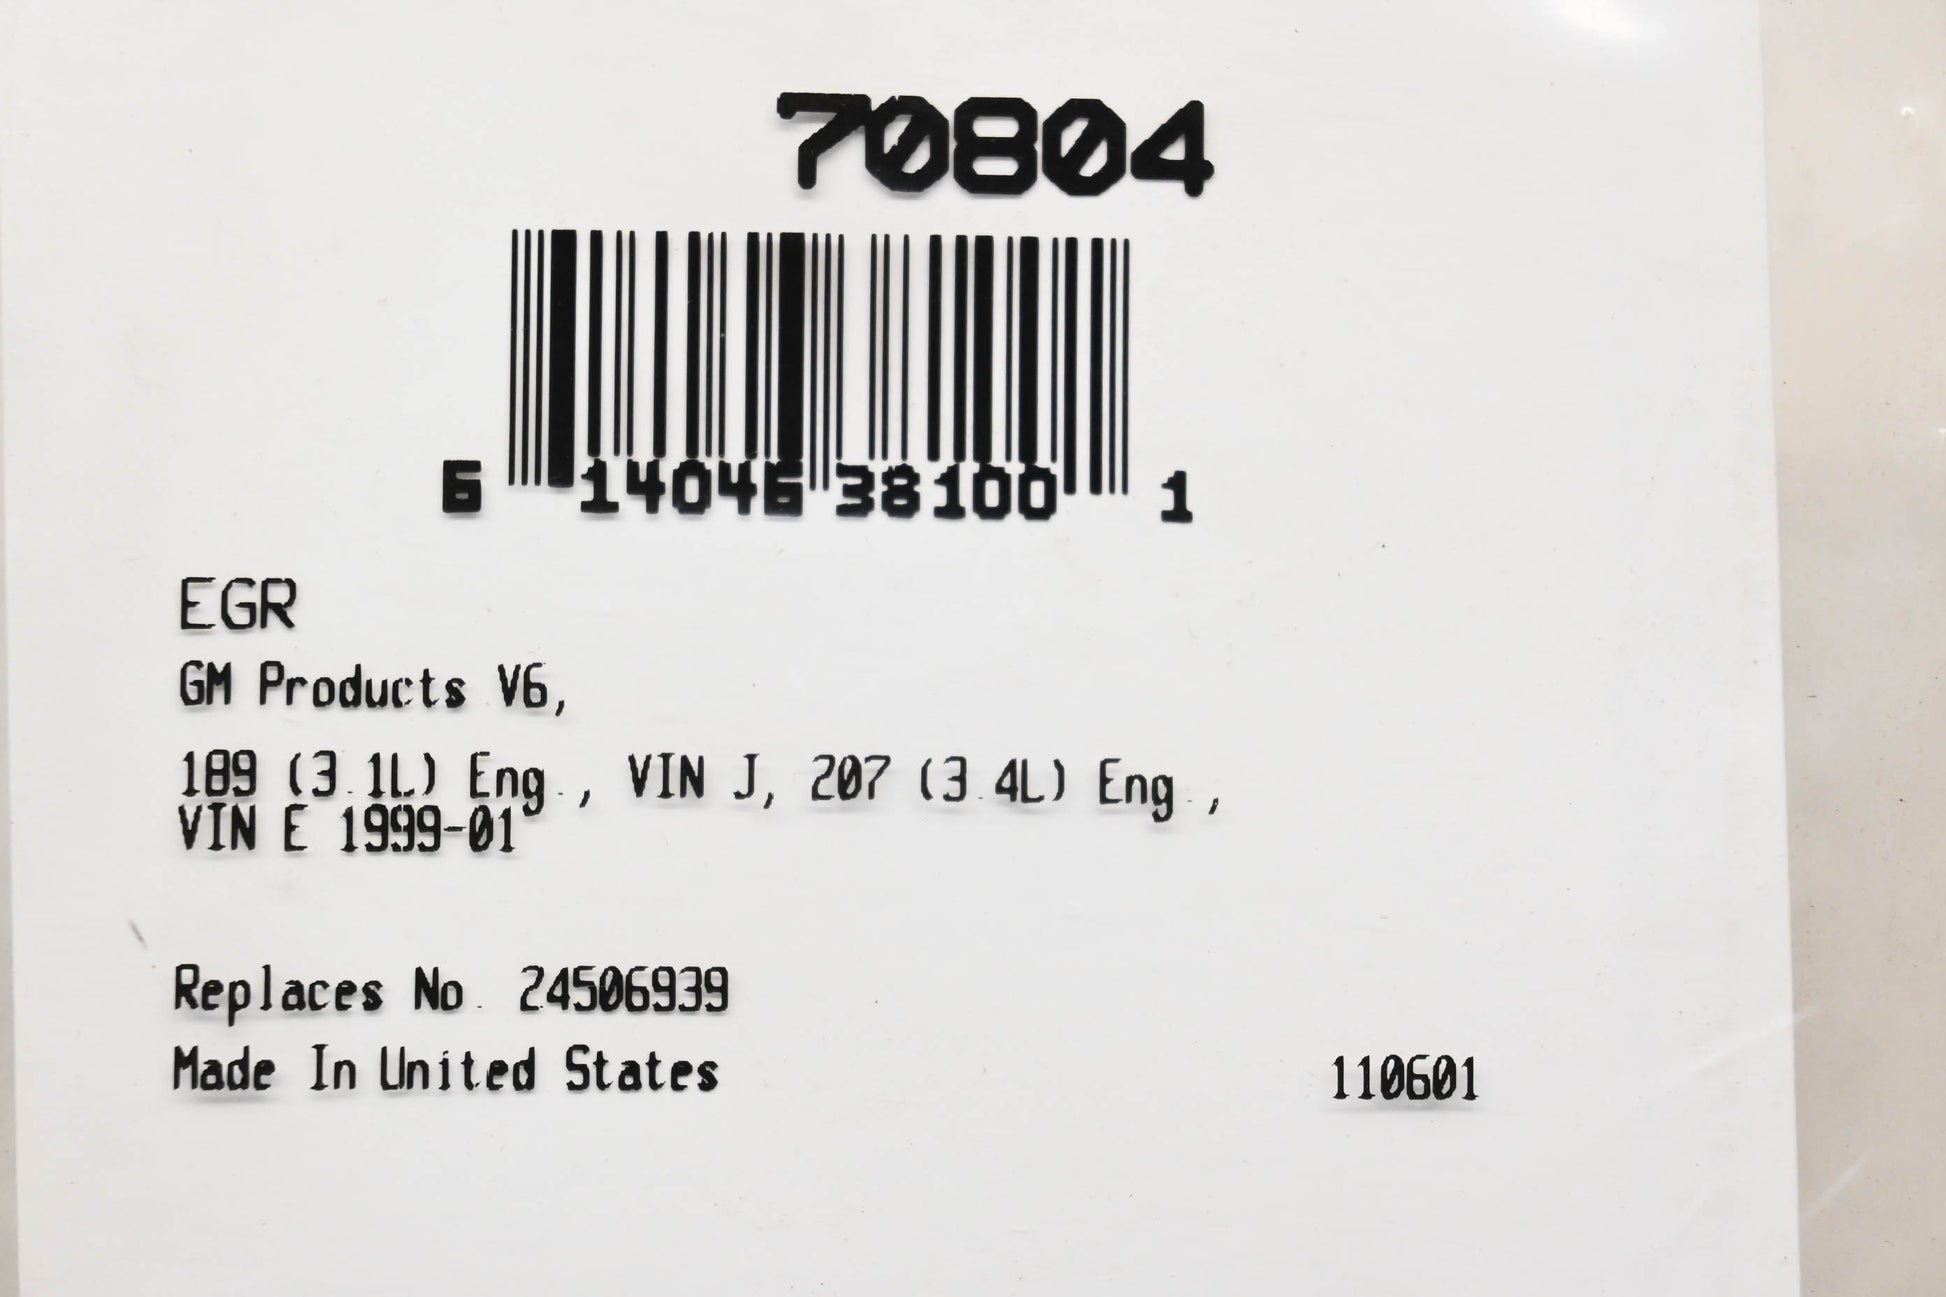 70804
6 14046 38100 1
EGR
GM Products V6,
189 (3.1L) Eng., VIN J, 207 (3.4L) Eng.,
VIN E 1999-01
Replaces No. 24506939
Made In United States 110601